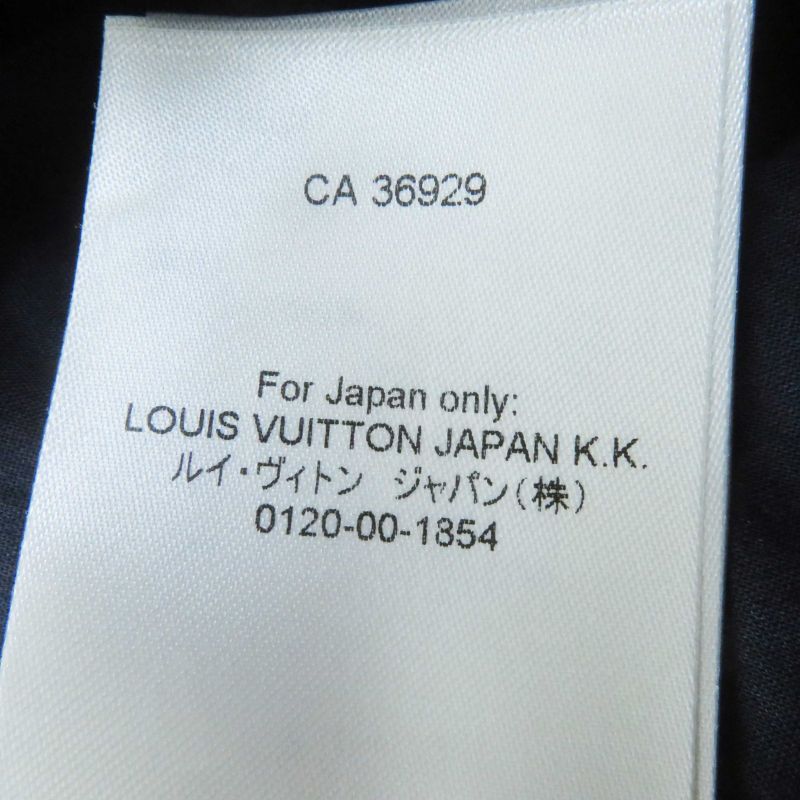 CA 36929
For Japan only:
LOUIS VUITTON JAPAN K.K.
ルイ・ヴィトン ジャパン(株)
0120-00-1854